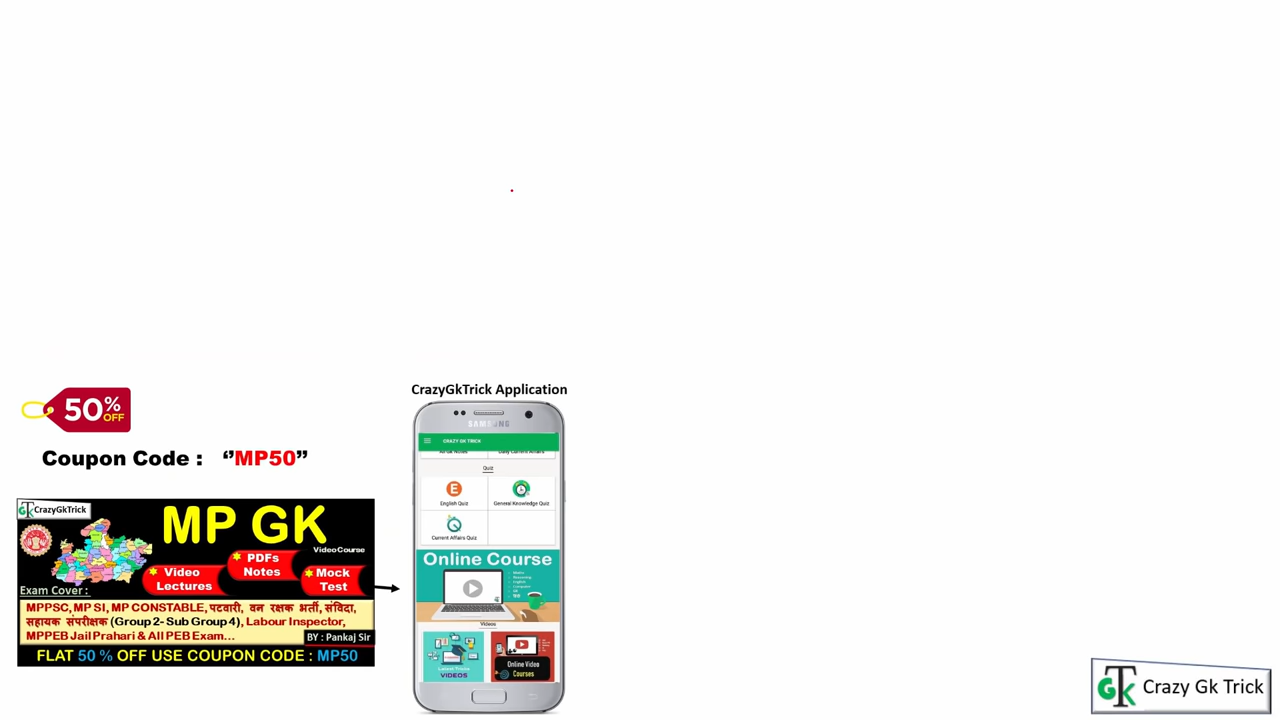 CrazyGkTrick Application
50% OFF
Coupon Code : ‘’MP50’’
SAMSUNG
CRAZY GK TRICK
Quiz
English Quiz
General Knowledge Quiz
Current Affairs Quiz
Online Course
Videos
VIDEOS
Online Video
Courses
CrazyGkTrick
MP GK
Video Course
Video
Lectures
PDFs
Notes
Mock
Test
Exam Cover :
MPPSC, MP SI, MP CONSTABLE, पटवारी, वन रक्षक भर्ती, संविदा,
सहायक संपरीक्षक (Group 2- Sub Group 4), Labour Inspector,
MPPEB Jail Prahari & All PEB Exam...
BY : Pankaj Sir
FLAT 50 % OFF USE COUPON CODE : MP50
GTK Crazy Gk Trick